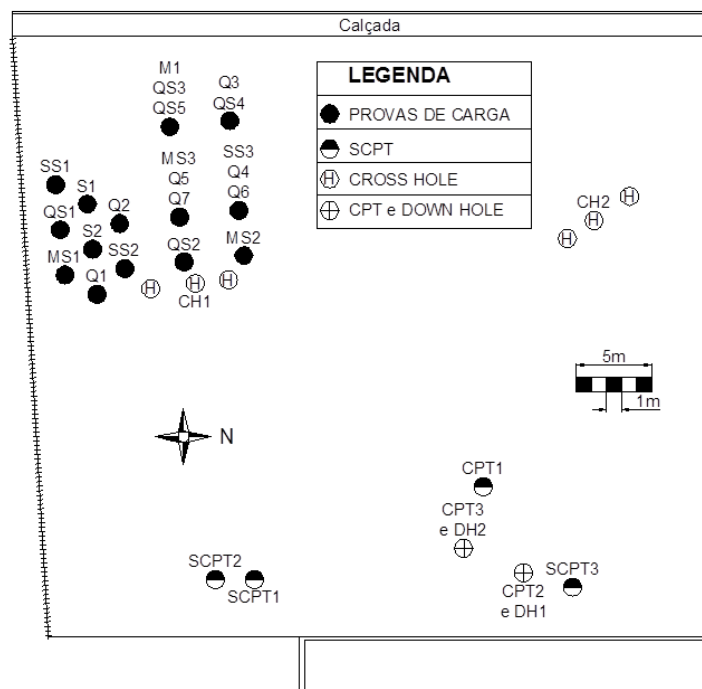 Calçada
M1
QS3
QS5
Q3
QS4
LEGENDA
PROVAS DE CARGA
SCPT
CROSS HOLE
CPT e DOWN HOLE
SS1
S1
QS1
Q2
S2
MS1
SS2
Q1
MS3
Q5
Q7
SS3
Q4
Q6
QS2
MS2
H
H
H
CH1
CH2
H
H
H
5m
1m
N
CPT1
CPT3
e DH2
SCPT2
SCPT1
SCPT3
CPT2
e DH1